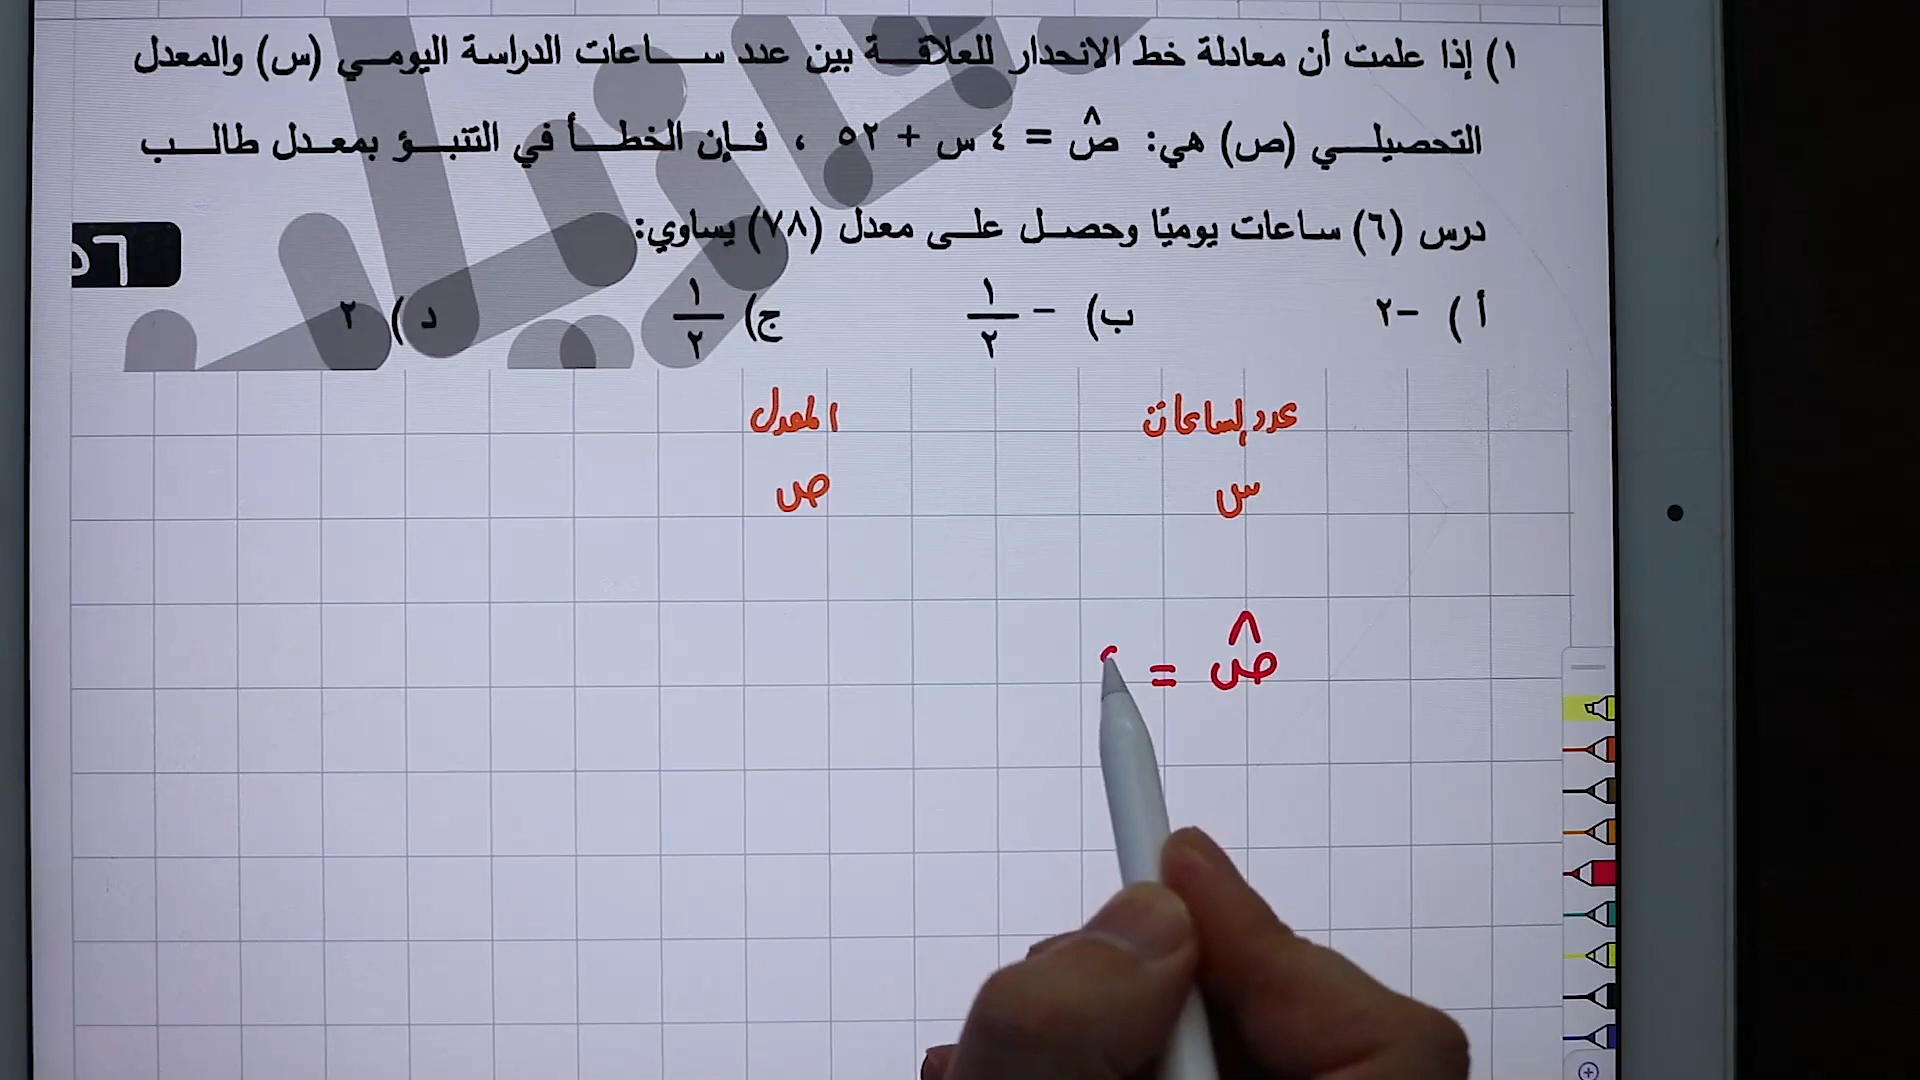 ١) إذا علمت أن معادلة خط الانحدار للعلاقة بين عدد ساعات الدراسة اليومي (س) والمعدل
التحصيلي (ص) هي: ص^ = ٤ س + ٥٢ ، فإن الخطأ في التنبؤ بمعدل طالب
درس (٦) ساعات يوميًا وحصل على معدل (٧٨) يساوي:
٥٦
أ) -٢ ب) - ١/٢ ج) ١/٢ د) ٢
عدد الساعات المعدل
س ص
ص^ =